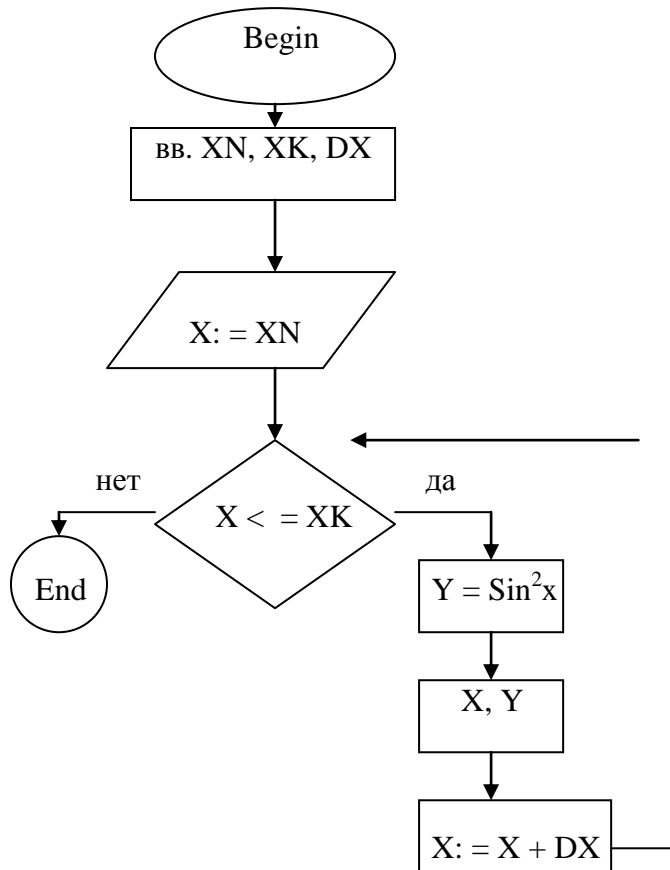 Begin
вв. XN, XK, DX
X: = XN
нет
да
X < = XK
End
Y = Sin²x
X, Y
X: = X + DX